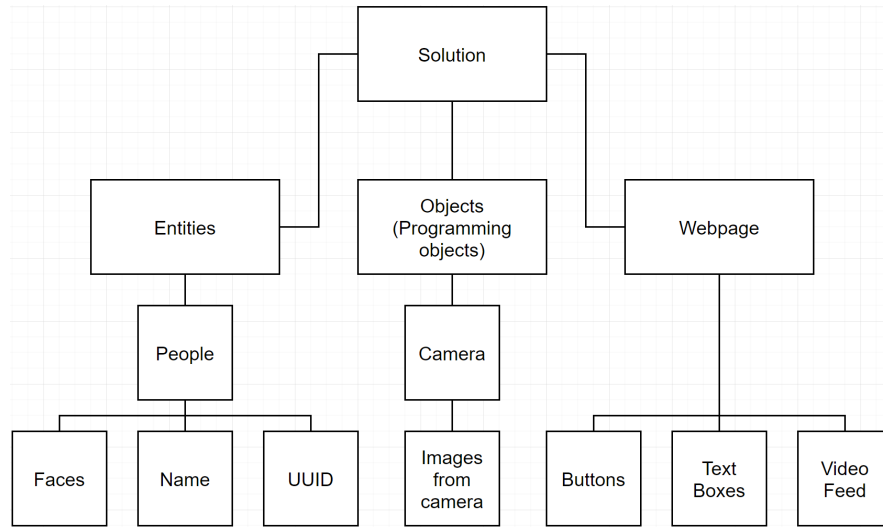 Solution
Entities
Objects
(Programming
objects)
Webpage
People
Camera
Faces
Name
UUID
Images
from
camera
Buttons
Text
Boxes
Video
Feed